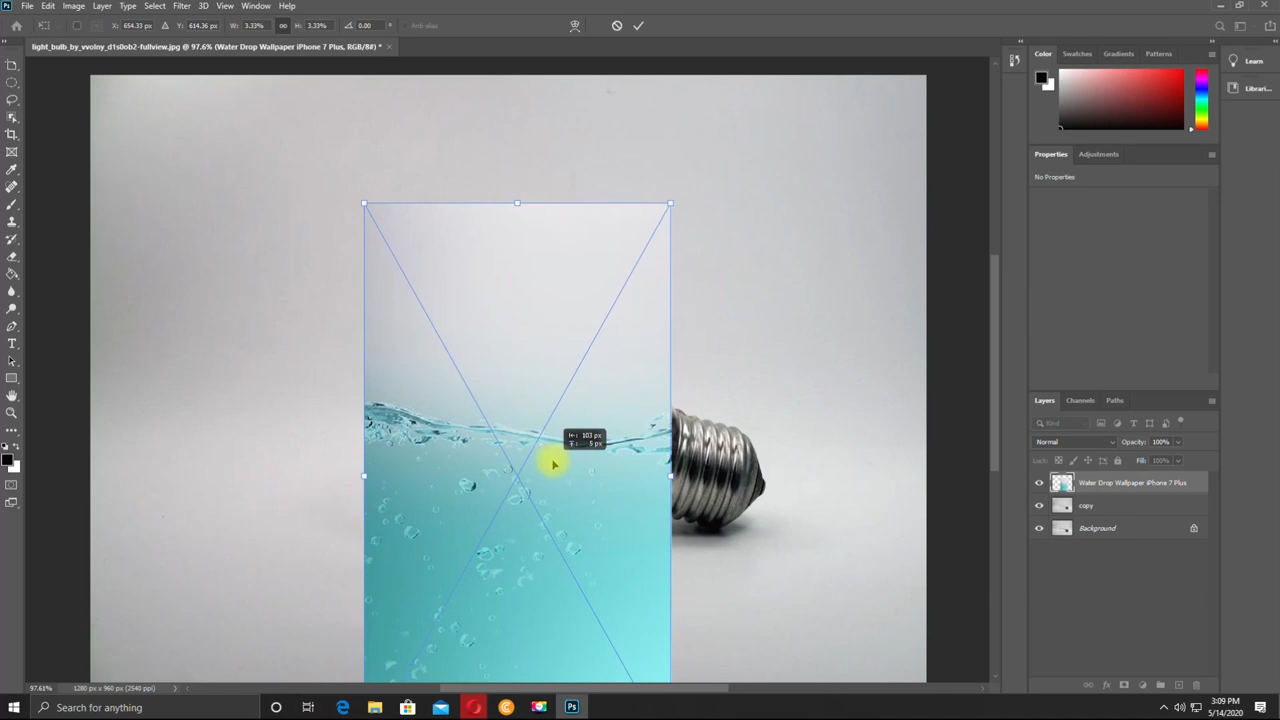 Ps File Edit Image Layer Type Select Filter 3D View Window Help
X: 654.33 px Y: 614.36 px W: 3.33% H: 3.33% 0.00 ° Anti-alias
light_bulb_by_vvolny_d1s0ob2-fullview.jpg @ 97.6% (Water Drop Wallpaper iPhone 7 Plus, RGB/8#) *
Color Swatches Gradients Patterns
Learn
Librari...
Properties Adjustments
No Properties
103 px
5 px
Layers Channels Paths
Kind
Normal Opacity: 100%
Lock: Fill: 100%
Water Drop Wallpaper iPhone 7 Plus
copy
Background
97.61% 1280 px x 960 px (2540 ppi)
Search for anything
Ps
3:09 PM
5/14/2020